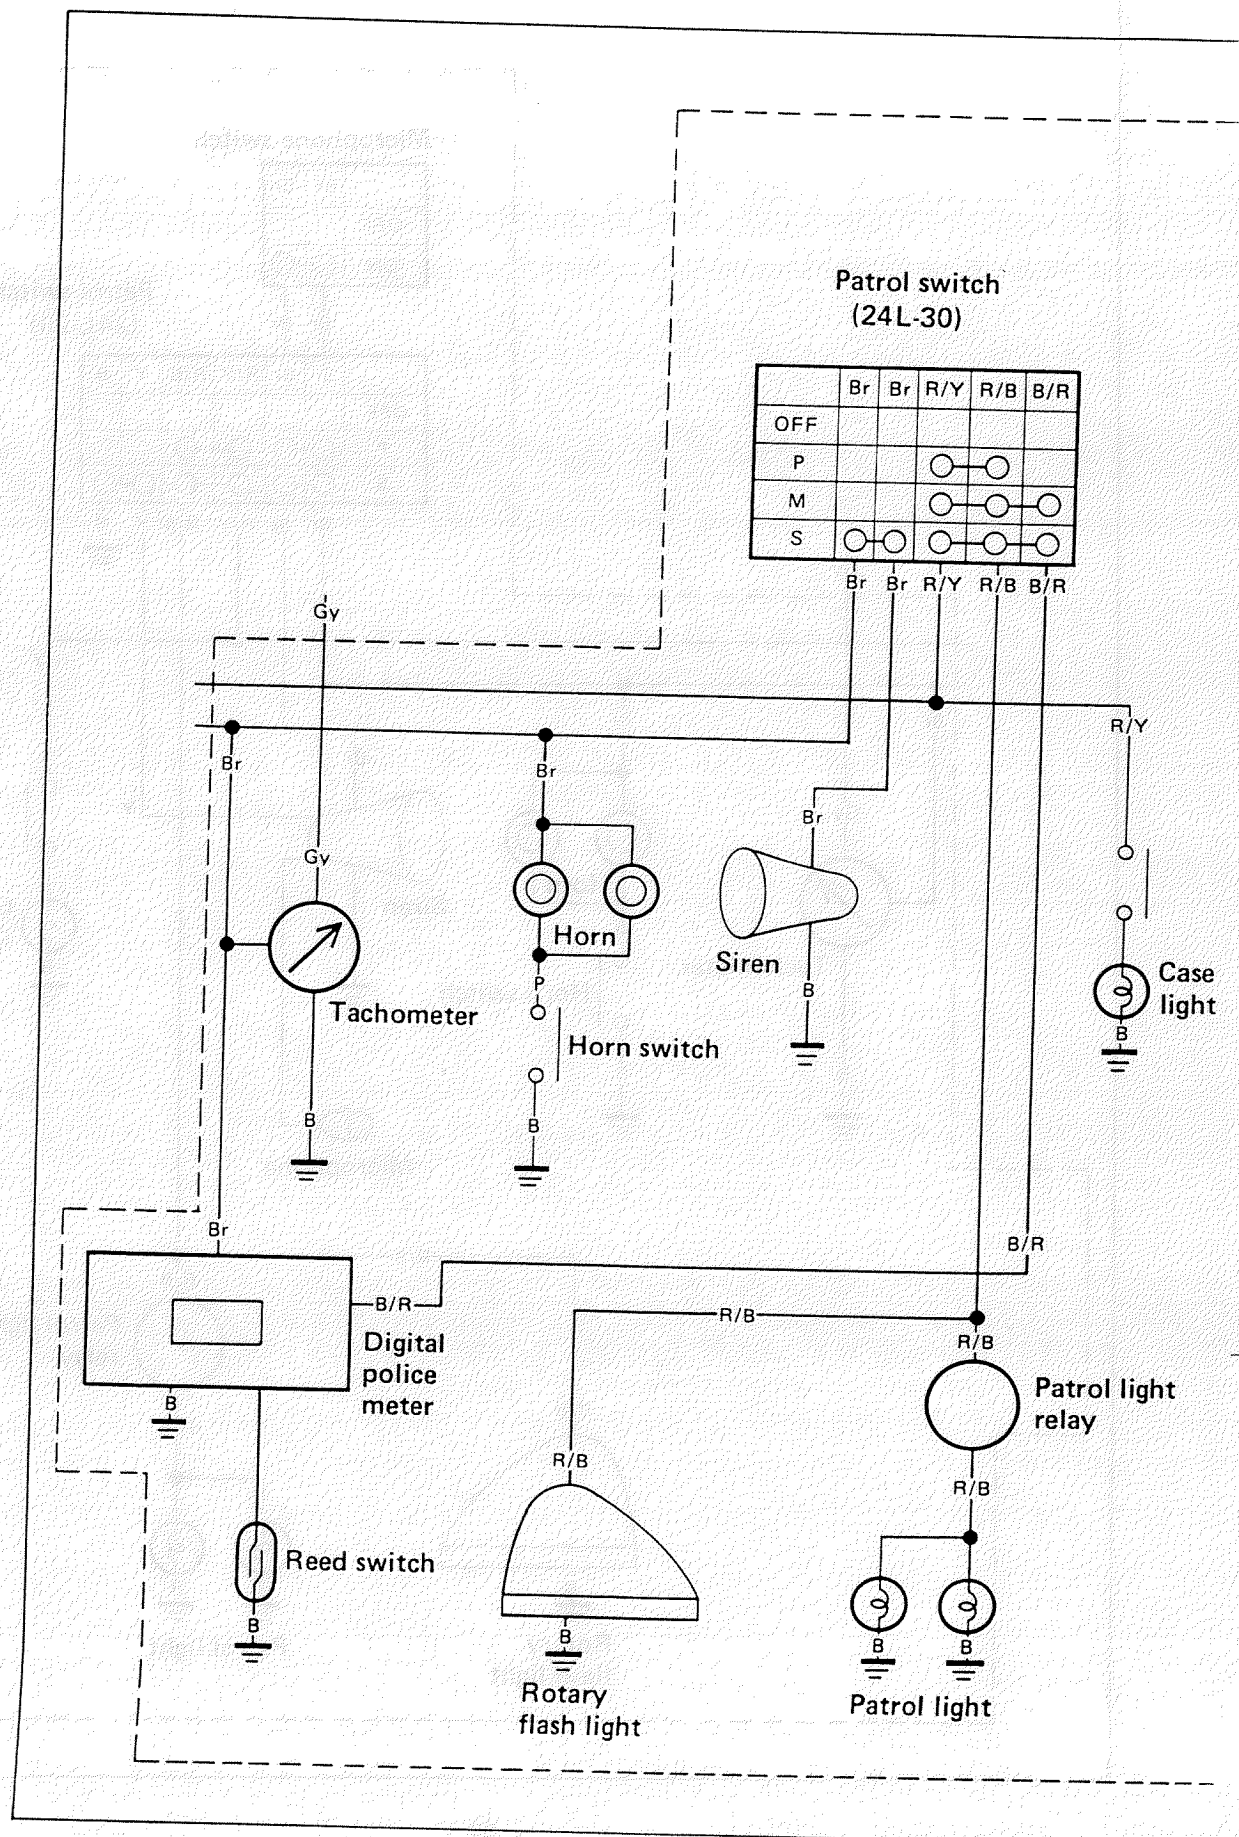 Patrol switch
(24L-30)
Br Br R/Y R/B B/R
OFF
P
M
S
Br Br R/Y R/B B/R
Gy
R/Y
Br
Br
Br
Gy
Horn
Siren
Case
light
P
B
B
Tachometer
Horn switch
B
B
Br
B/R
B/R
R/B
R/B
Digital
police
meter
B
Patrol light
relay
R/B
R/B
Reed switch
B
B
B
B
Rotary
flash light
Patrol light